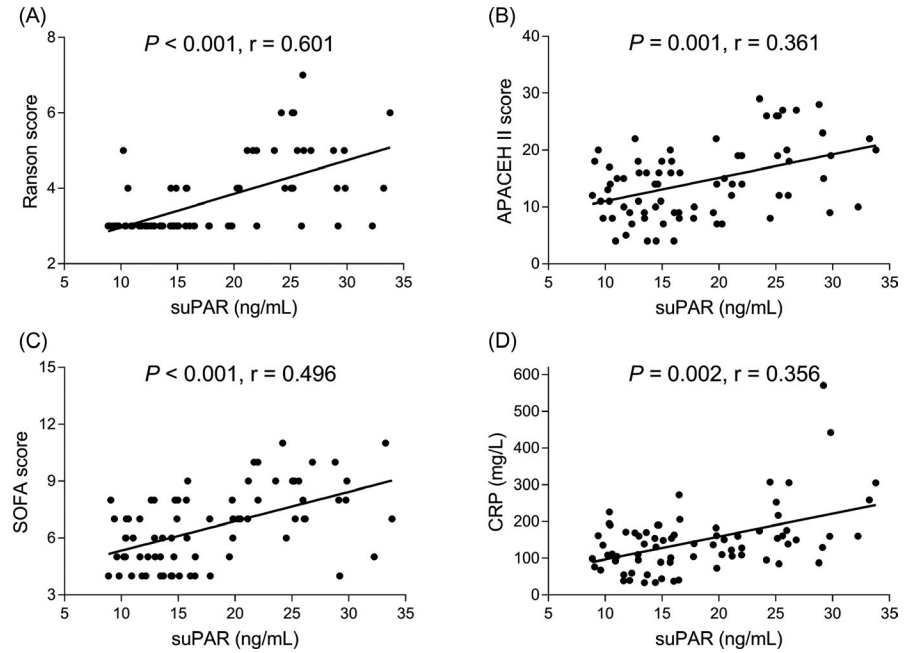 (A)
P < 0.001, r = 0.601
Ranson score
8
6
4
2
5 10 15 20 25 30 35
suPAR (ng/mL)
(B)
P = 0.001, r = 0.361
APACEH II score
40
30
20
10
0
5 10 15 20 25 30 35
suPAR (ng/mL)
(C)
P < 0.001, r = 0.496
SOFA score
15
12
9
6
3
5 10 15 20 25 30 35
suPAR (ng/mL)
(D)
P = 0.002, r = 0.356
CRP (mg/L)
600
500
400
300
200
100
0
5 10 15 20 25 30 35
suPAR (ng/mL)